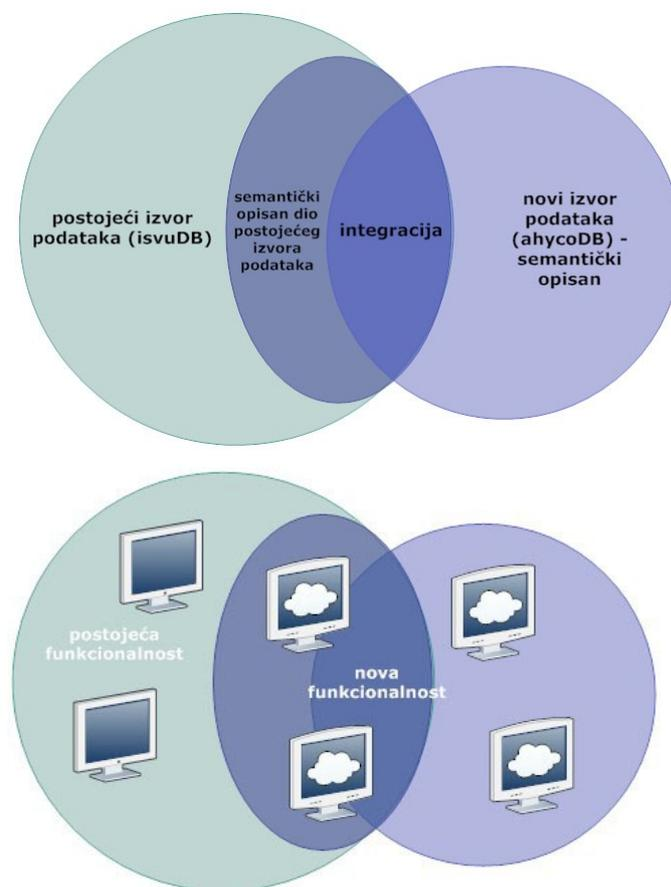 postojeći izvor
podataka (isvuDB)
semantički
opisan dio
postojećeg
izvora
podataka
integracija
novi izvor
podataka
(ahycoDB) -
semantički
opisan
postojeća
funkcionalnost
nova
funkcionalnost